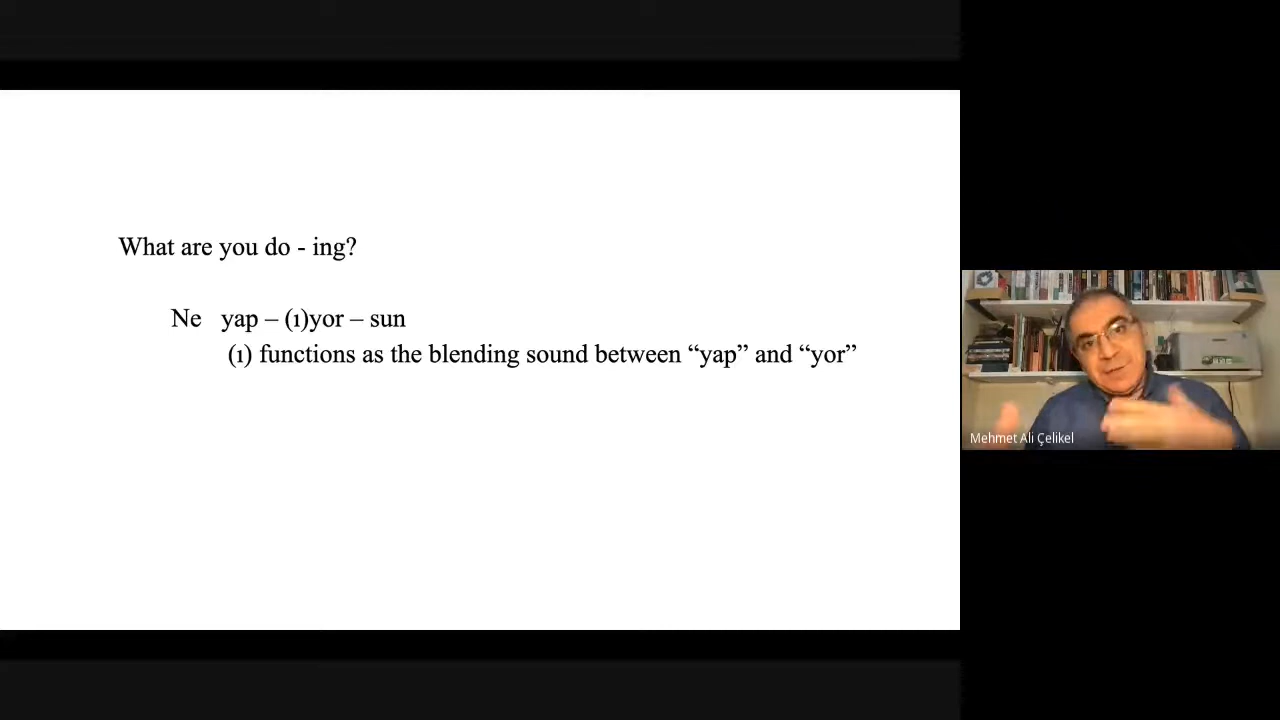 What are you do - ing?
Ne yap – (ı)yor – sun
(ı) functions as the blending sound between “yap” and “yor”
Mehmet Ali Çelikel